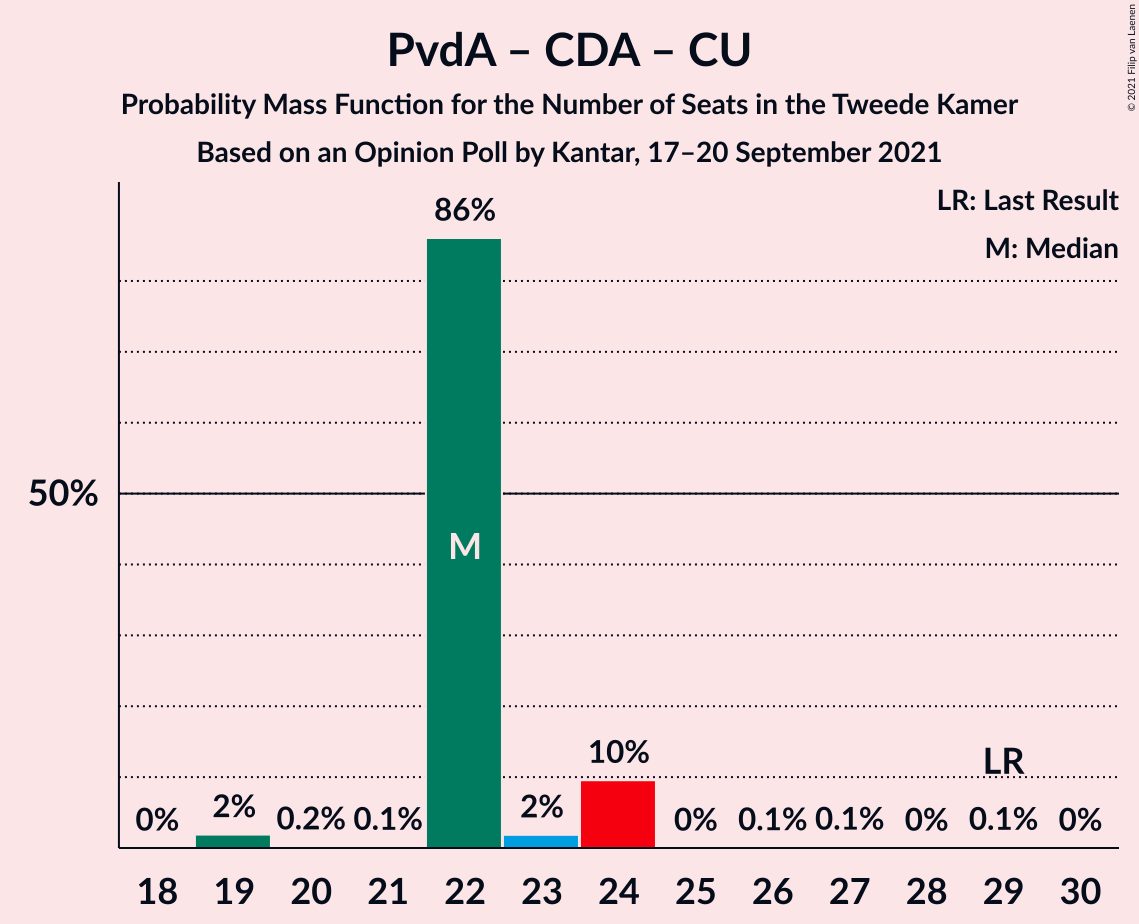 PvdA – CDA – CU
Probability Mass Function for the Number of Seats in the Tweede Kamer
Based on an Opinion Poll by Kantar, 17–20 September 2021
© 2021 Filip van Laenen
LR: Last Result
M: Median
86%
50%
M
10%
LR
0% 2% 0.2% 0.1% 2% 0% 0.1% 0.1% 0% 0.1% 0%
18 19 20 21 22 23 24 25 26 27 28 29 30